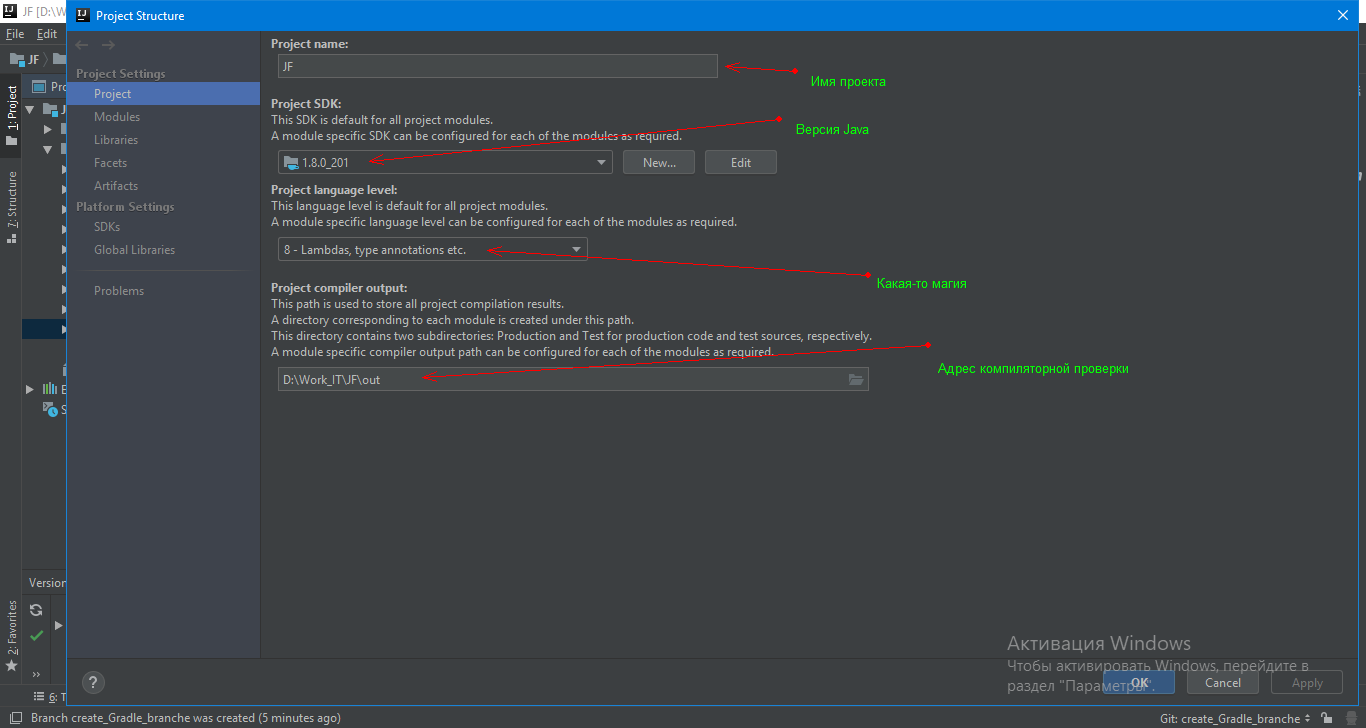 JF [D:\W
Project Structure
File Edit
JF
Project name:
JF
Имя проекта
Project Settings
Project
Modules
Libraries
Facets
Artifacts
Platform Settings
SDKs
Global Libraries
Problems
1: Project
7: Structure
2: Favorites
Project SDK:
This SDK is default for all project modules.
A module specific SDK can be configured for each of the modules as required.
Версия Java
1.8.0_201
New...
Edit
Project language level:
This language level is default for all project modules.
A module specific language level can be configured for each of the modules as required.
8 - Lambdas, type annotations etc.
Какая-то магия
Project compiler output:
This path is used to store all project compilation results.
A directory corresponding to each module is created under this path.
This directory contains two subdirectories: Production and Test for production code and test sources, respectively.
A module specific compiler output path can be configured for each of the modules as required.
D:\Work_IT\JF\out
Адрес компиляторной проверки
Version
Активация Windows
Чтобы активировать Windows, перейдите в
раздел "Параметры".
?
OK
Cancel
Apply
6: T
Branch create_Gradle_branche was created (5 minutes ago)
Git: create_Gradle_branche